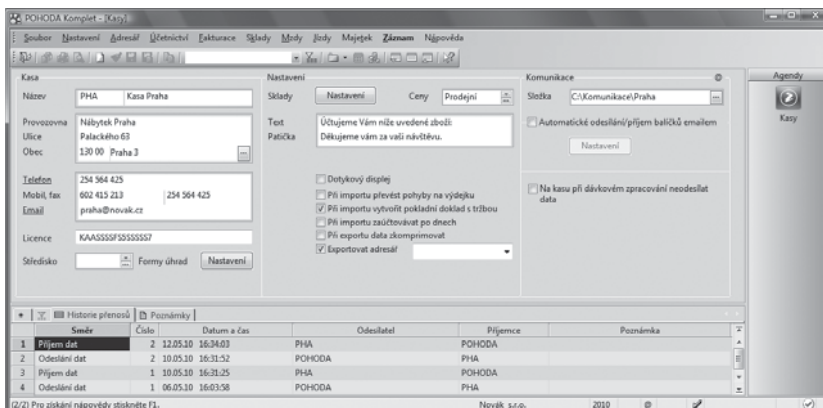 POHODA Komplet - [Kasy]
Soubor Nastavení Adresář Účetnictví Fakturace Sklady Mzdy Jízdy Majetek Záznam Nápověda
Kasa
Název PHA Kasa Praha
Provozovna Nábytek Praha
Ulice Palackého 63
Obec 130 00 Praha 3
Telefon 254 564 425
Mobil, fax 602 415 213 254 564 425
Email praha@novak.cz
Licence KAASSSSFSSSSSSS7
Středisko Formy úhrad Nastavení
Nastavení
Sklady Nastavení Ceny Prodejní
Text Účtujeme Vám níže uvedené zboží:
Patička Děkujeme vám za vaši návštěvu.
Dotykový displej
Při importu převést pohyby na výdejku
Při importu vytvořit pokladní doklad s tržbou
Při importu zaúčtovávat po dnech
Při exportu data zkomprimovat
Exportovat adresář
Komunikace
Složka C:\Komunikace\Praha
Automatické odesílání/příjem balíčků emailem
Nastavení
Na kasu při dávkovém zpracování neodesílat
data
Agendy
Kasy
Historie přenosů Poznámky
Směr Číslo Datum a čas Odesílatel Příjemce Poznámka
1 Příjem dat 2 12.05.10 16:34:03 PHA POHODA
2 Odeslání dat 2 10.05.10 16:31:52 POHODA PHA
3 Příjem dat 1 10.05.10 16:31:25 PHA POHODA
4 Odeslání dat 1 06.05.10 16:03:58 POHODA PHA
(2/2) Pro získání nápovědy stiskněte F1. Novák s.r.o. 2010 @